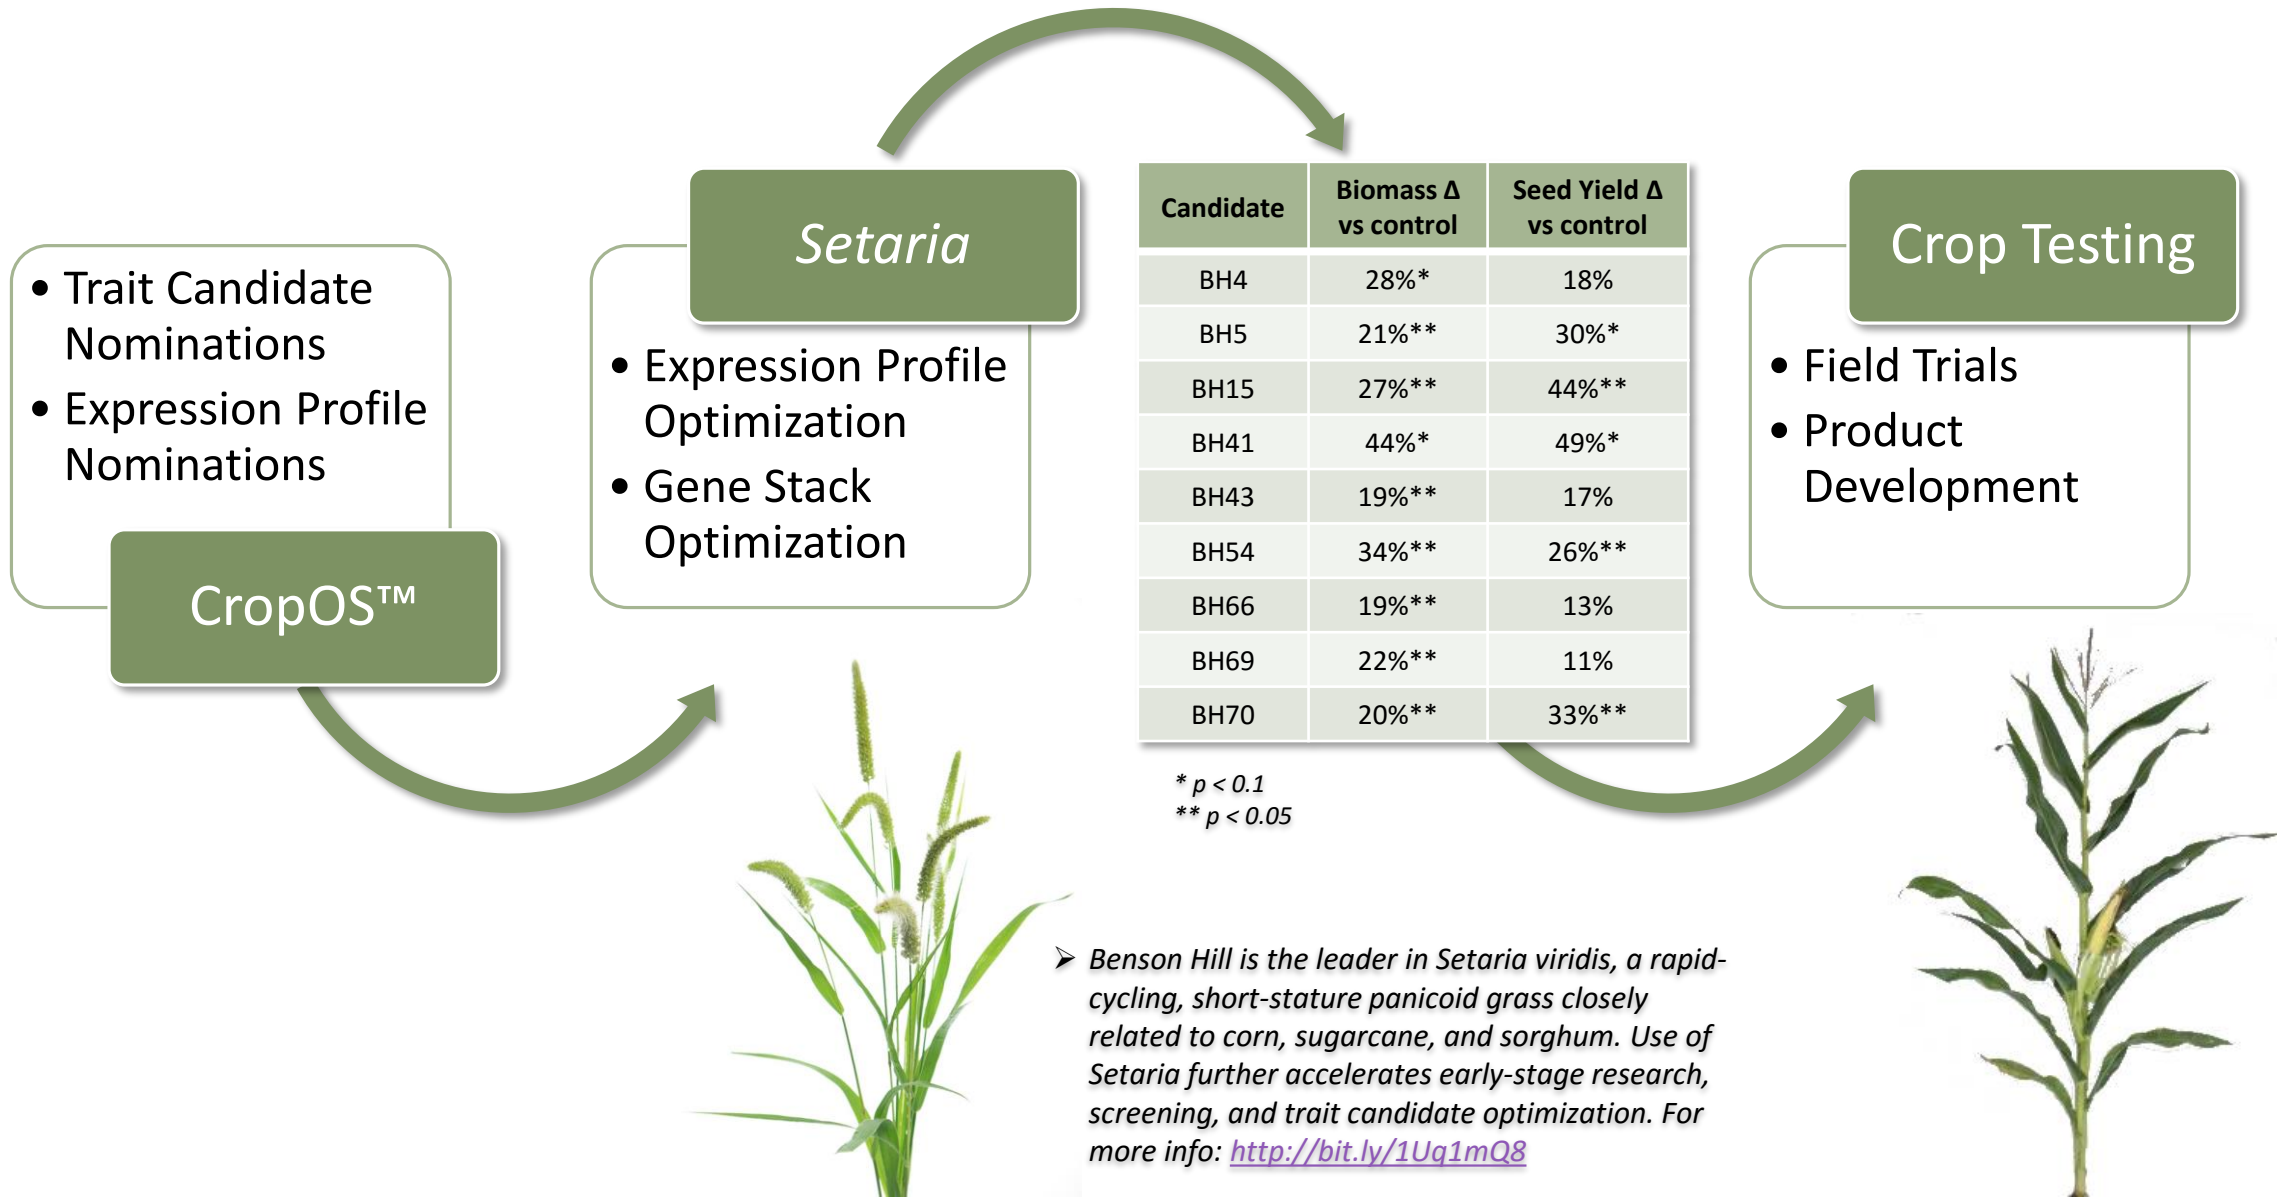 • Trait Candidate
Nominations
• Expression Profile
Nominations
CropOS™
Setaria
• Expression Profile
Optimization
• Gene Stack
Optimization
Candidate Biomass Δ vs control Seed Yield Δ vs control
BH4 28%* 18%
BH5 21%** 30%*
BH15 27%** 44%**
BH41 44%* 49%*
BH43 19%** 17%
BH54 34%** 26%**
BH66 19%** 13%
BH69 22%** 11%
BH70 20%** 33%**
* p < 0.1
** p < 0.05
Crop Testing
• Field Trials
• Product
Development
➢ Benson Hill is the leader in Setaria viridis, a rapid-
cycling, short-stature panicoid grass closely
related to corn, sugarcane, and sorghum. Use of
Setaria further accelerates early-stage research,
screening, and trait candidate optimization. For
more info: http://bit.ly/1Uq1mQ8